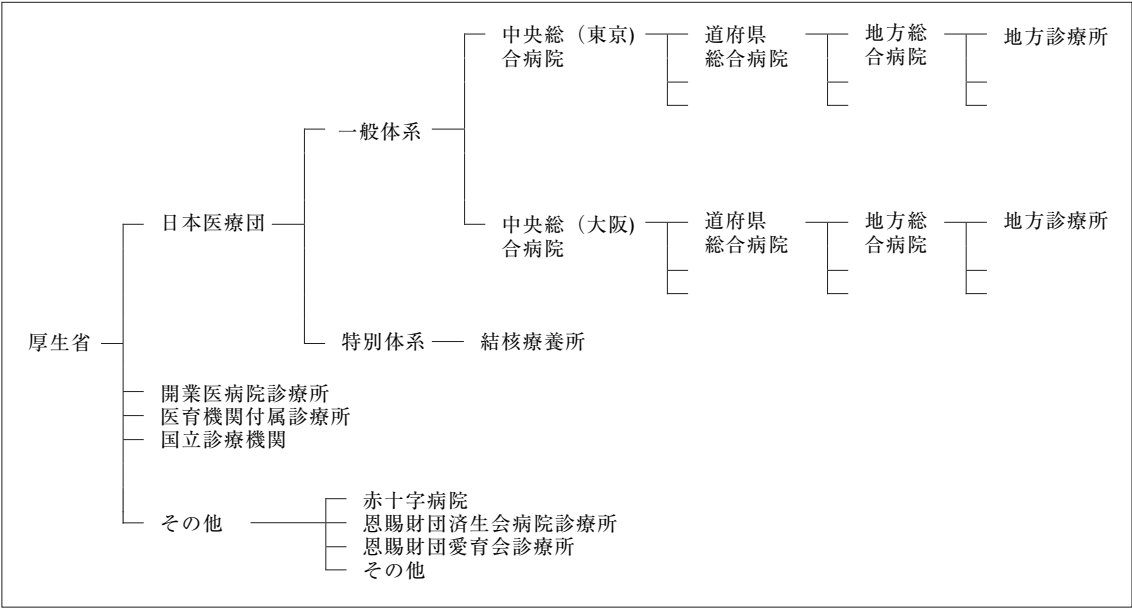 中央総（東京)
合病院
道府県
総合病院
地方総
合病院
地方診療所
一般体系
日本医療団
中央総（大阪)
合病院
道府県
総合病院
地方総
合病院
地方診療所
厚生省
特別体系
結核療養所
開業医病院診療所
医育機関付属診療所
国立診療機関
その他
赤十字病院
恩賜財団済生会病院診療所
恩賜財団愛育会診療所
その他